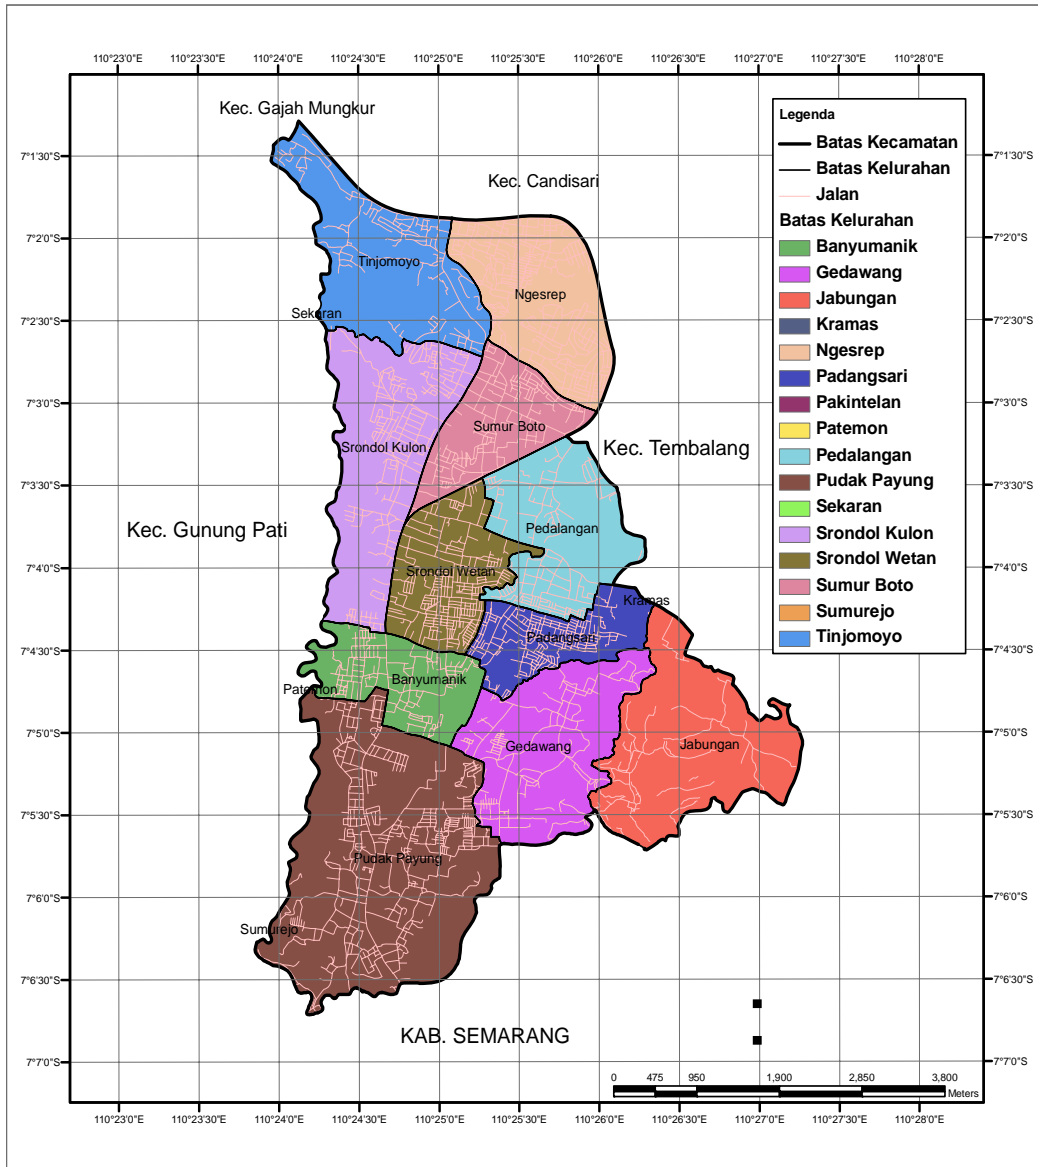 110°23'0"E 110°23'30"E 110°24'0"E 110°24'30"E 110°25'0"E 110°25'30"E 110°26'0"E 110°26'30"E 110°27'0"E 110°27'30"E 110°28'0"E
Kec. Gajah Mungkur
Kec. Candisari
Kec. Tembalang
Kec. Gunung Pati
KAB. SEMARANG
Tinjomoyo
Ngesrep
Sekaran
Sumur Boto
Srondol Kulon
Pedalangan
Srondol Wetan
Kramas
Padangsari
Banyumanik
Patemon
Gedawang
Jabungan
Pudak Payung
Sumurejo
Legenda
Batas Kecamatan
Batas Kelurahan
Jalan
Batas Kelurahan
Banyumanik
Gedawang
Jabungan
Kramas
Ngesrep
Padangsari
Pakintelan
Patemon
Pedalangan
Pudak Payung
Sekaran
Srondol Kulon
Srondol Wetan
Sumur Boto
Sumurejo
Tinjomoyo
7°1'30"S 7°1'30"S
7°2'0"S 7°2'0"S
7°2'30"S 7°2'30"S
7°3'0"S 7°3'0"S
7°3'30"S 7°3'30"S
7°4'0"S 7°4'0"S
7°4'30"S 7°4'30"S
7°5'0"S 7°5'0"S
7°5'30"S 7°5'30"S
7°6'0"S 7°6'0"S
7°6'30"S 7°6'30"S
7°7'0"S 7°7'0"S
0 475 950 1,900 2,850 3,800
Meters
110°23'0"E 110°23'30"E 110°24'0"E 110°24'30"E 110°25'0"E 110°25'30"E 110°26'0"E 110°26'30"E 110°27'0"E 110°27'30"E 110°28'0"E